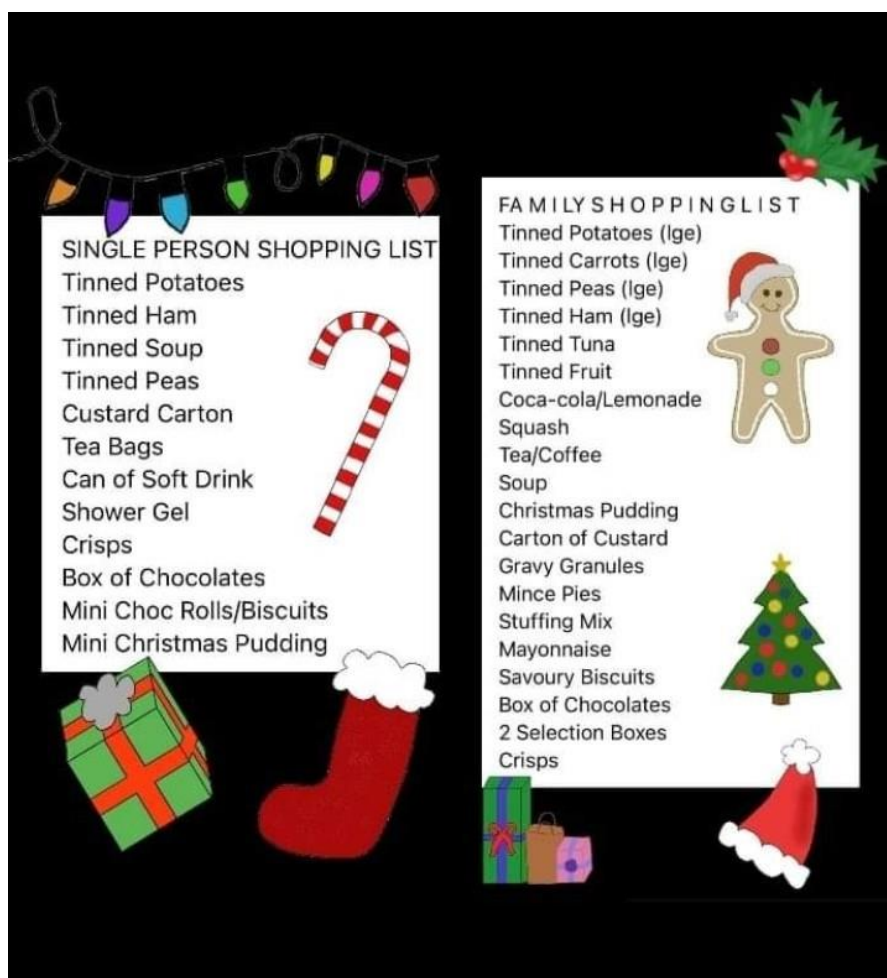 SINGLE PERSON SHOPPING LIST
Tinned Potatoes
Tinned Ham
Tinned Soup
Tinned Peas
Custard Carton
Tea Bags
Can of Soft Drink
Shower Gel
Crisps
Box of Chocolates
Mini Choc Rolls/Biscuits
Mini Christmas Pudding
FAMILY SHOPPING LIST
Tinned Potatoes (lge)
Tinned Carrots (lge)
Tinned Peas (lge)
Tinned Ham (lge)
Tinned Tuna
Tinned Fruit
Coca-cola/Lemonade
Squash
Tea/Coffee
Soup
Christmas Pudding
Carton of Custard
Gravy Granules
Mince Pies
Stuffing Mix
Mayonnaise
Savoury Biscuits
Box of Chocolates
2 Selection Boxes
Crisps